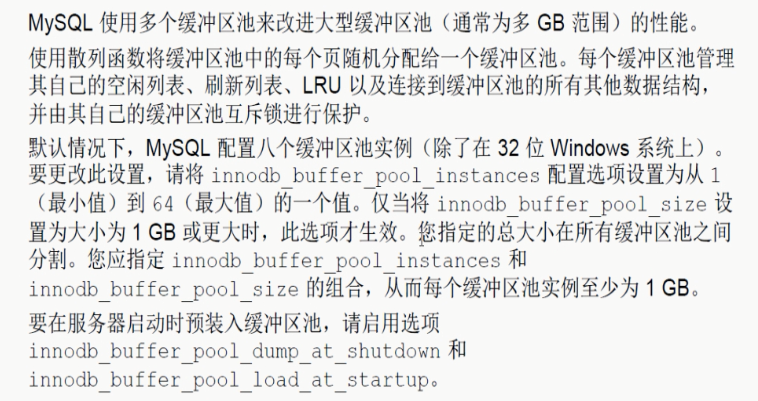 MySQL 使用多个缓冲区池来改进大型缓冲区池（通常为多 GB 范围）的性能。
使用散列函数将缓冲区池中的每个页随机分配给一个缓冲区池。每个缓冲区池管理
其自己的空闲列表、刷新列表、LRU 以及连接到缓冲区池的所有其他数据结构，
并由其自己的缓冲区池互斥锁进行保护。
默认情况下，MySQL 配置八个缓冲区池实例（除了在 32 位 Windows 系统上）。
要更改此设置，请将 innodb_buffer_pool_instances 配置选项设置为从 1
（最小值）到 64（最大值）的一个值。仅当将 innodb_buffer_pool_size 设
置为大小为 1 GB 或更大时，此选项才生效。您指定的总大小在所有缓冲区池之间
分割。您应指定 innodb_buffer_pool_instances 和
innodb_buffer_pool_size 的组合，从而每个缓冲区池实例至少为 1 GB。
要在服务器启动时预装入缓冲区池，请启用选项
innodb_buffer_pool_dump_at_shutdown 和
innodb_buffer_pool_load_at_startup。